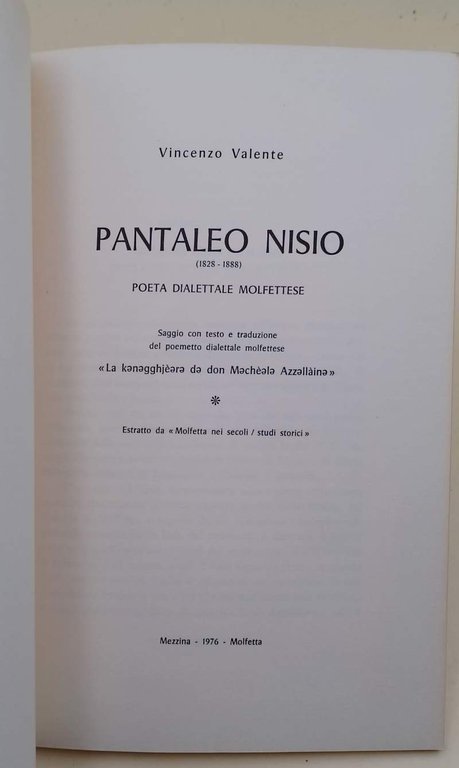 Vincenzo Valente
PANTALEO NISIO
(1828 - 1888)
POETA DIALETTALE MOLFETTESE
Saggio con testo e traduzione
del poemetto dialettale molfettese
«La kənəgghjèərə də don Məchèələ Azzəllàinə»
❊
Estratto da «Molfetta nei secoli / studi storici»
Mezzina - 1976 - Molfetta